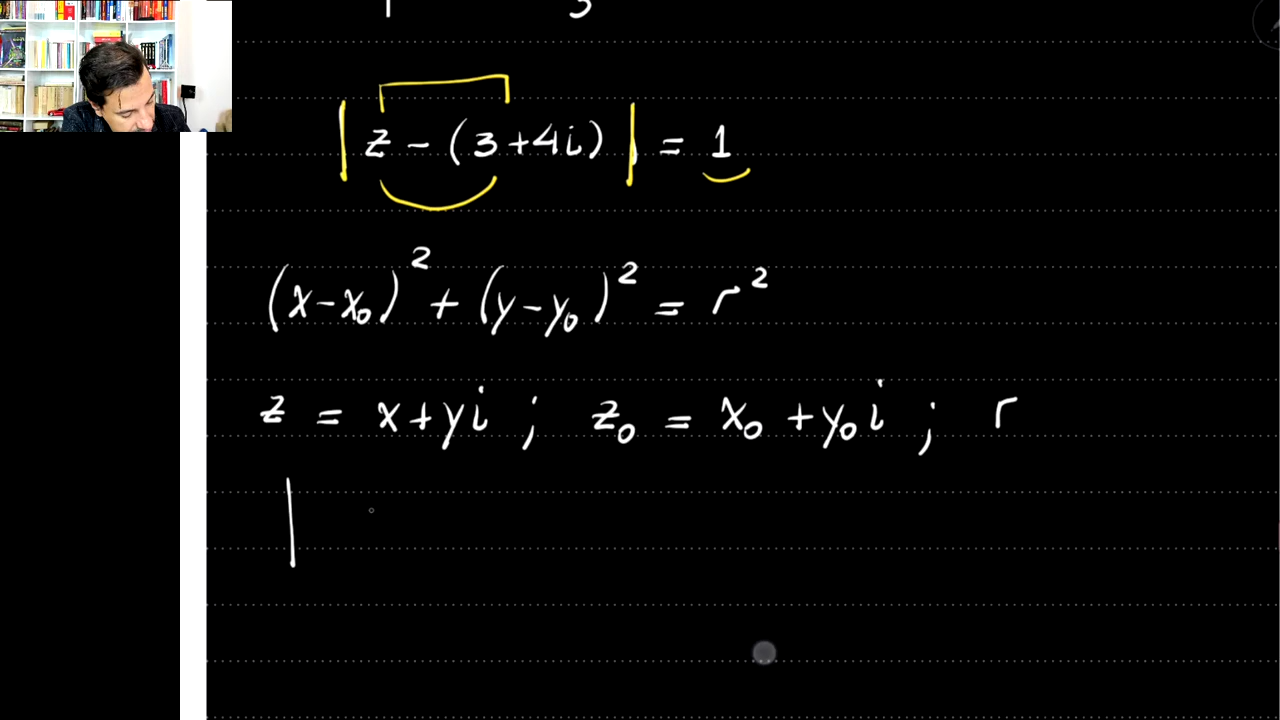 | z - (3+4i) | = 1
(x-x₀)² + (y-y₀)² = r²
z = x+yi ; z₀ = x₀ + y₀i ; r
|